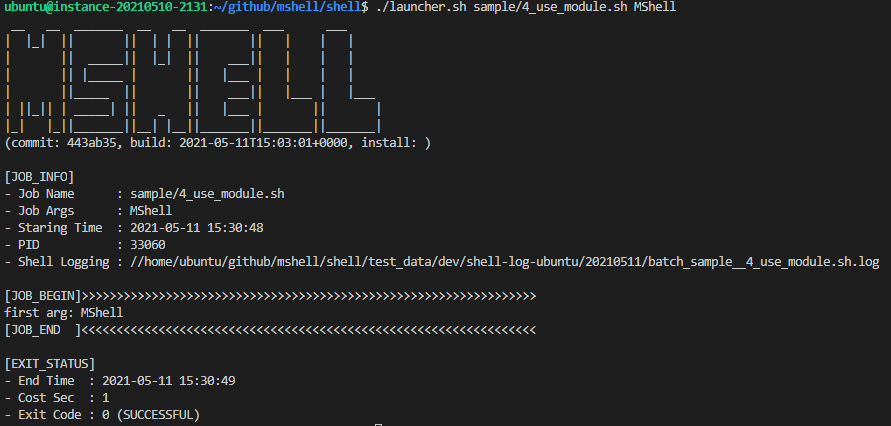 ubuntu@instance-20210510-2131:~/github/mshell/shell$ ./launcher.sh sample/4_use_module.sh MShell
MSHELL
(commit: 443ab35, build: 2021-05-11T15:03:01+0000, install: )
[JOB_INFO]
- Job Name      : sample/4_use_module.sh
- Job Args      : MShell
- Staring Time  : 2021-05-11 15:30:48
- PID           : 33060
- Shell Logging : //home/ubuntu/github/mshell/shell/test_data/dev/shell-log-ubuntu/20210511/batch_sample__4_use_module.sh.log
[JOB_BEGIN]>>>>>>>>>>>>>>>>>>>>>>>>>>>>>>>>>>>>>>>>>>>>>>>>>>>>>>>>>>>>>>>>>
first arg: MShell
[JOB_END  ]<<<<<<<<<<<<<<<<<<<<<<<<<<<<<<<<<<<<<<<<<<<<<<<<<<<<<<<<<<<<<<<<<
[EXIT_STATUS]
- End Time  : 2021-05-11 15:30:49
- Cost Sec  : 1
- Exit Code : 0 (SUCCESSFUL)